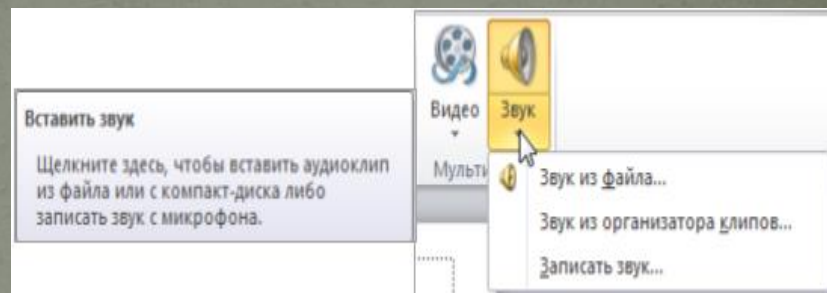 Вставить звук
Щелкните здесь, чтобы вставить аудиоклип
из файла или с компакт-диска либо
записать звук с микрофона.
Видео
Звук
Мульти
Звук из файла...
Звук из организатора клипов...
Записать звук...